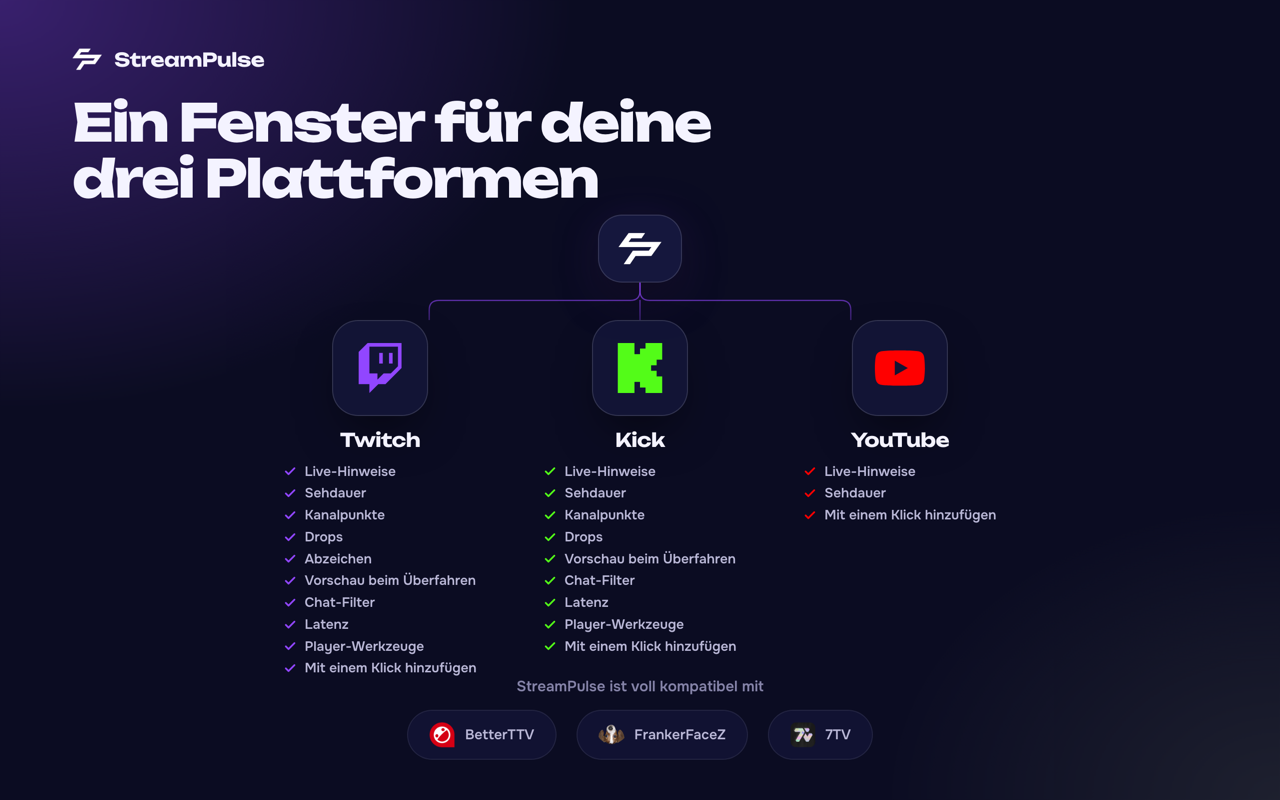 StreamPulse
Ein Fenster für deine
drei Plattformen
Twitch
Live-Hinweise
Sehdauer
Kanalpunkte
Drops
Abzeichen
Vorschau beim Überfahren
Chat-Filter
Latenz
Player-Werkzeuge
Mit einem Klick hinzufügen
Kick
Live-Hinweise
Sehdauer
Kanalpunkte
Drops
Vorschau beim Überfahren
Chat-Filter
Latenz
Player-Werkzeuge
Mit einem Klick hinzufügen
YouTube
Live-Hinweise
Sehdauer
Mit einem Klick hinzufügen
StreamPulse ist voll kompatibel mit
BetterTTV
FrankerFaceZ
7TV